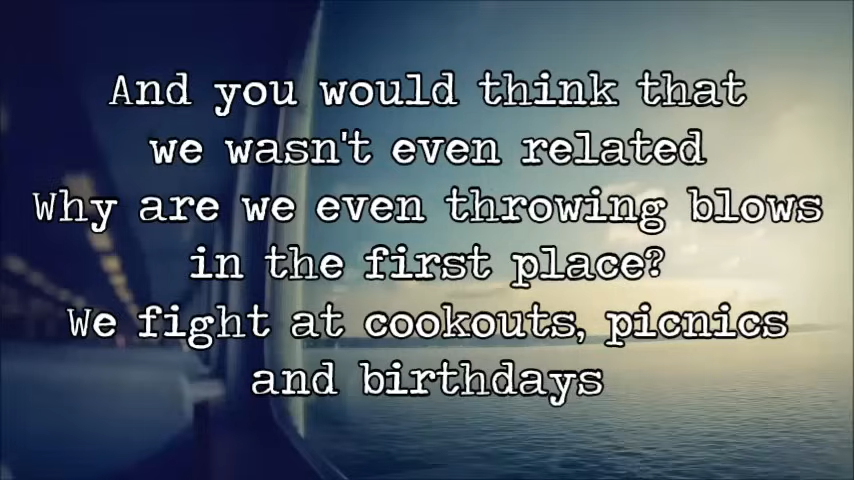 And you would think that
we wasn't even related
Why are we even throwing blows
in the first place?
We fight at cookouts, picnics
and birthdays